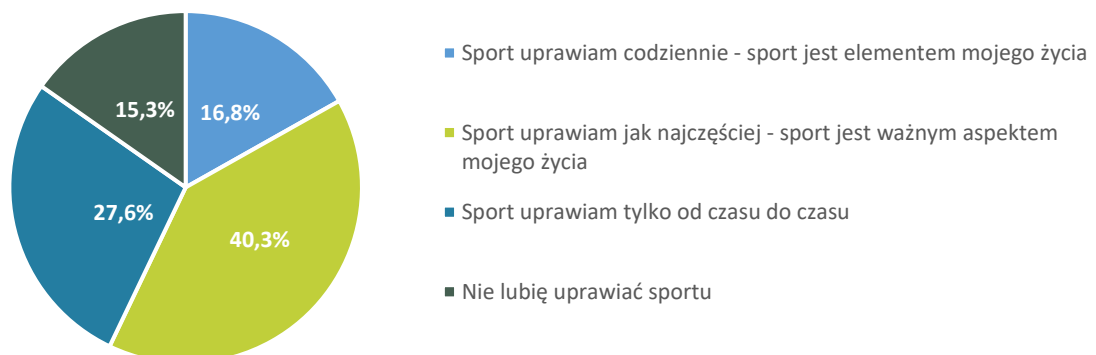 15,3%
16,8%
27,6%
40,3%
Sport uprawiam codziennie - sport jest elementem mojego życia
Sport uprawiam jak najczęściej - sport jest ważnym aspektem
mojego życia
Sport uprawiam tylko od czasu do czasu
Nie lubię uprawiać sportu